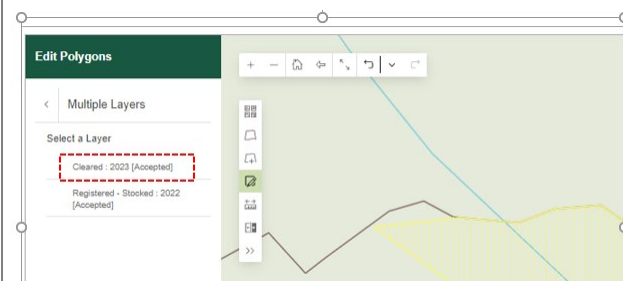 Edit Polygons
Multiple Layers
Select a Layer
Cleared : 2023 [Accepted]
Registered - Stocked : 2022
[Accepted]